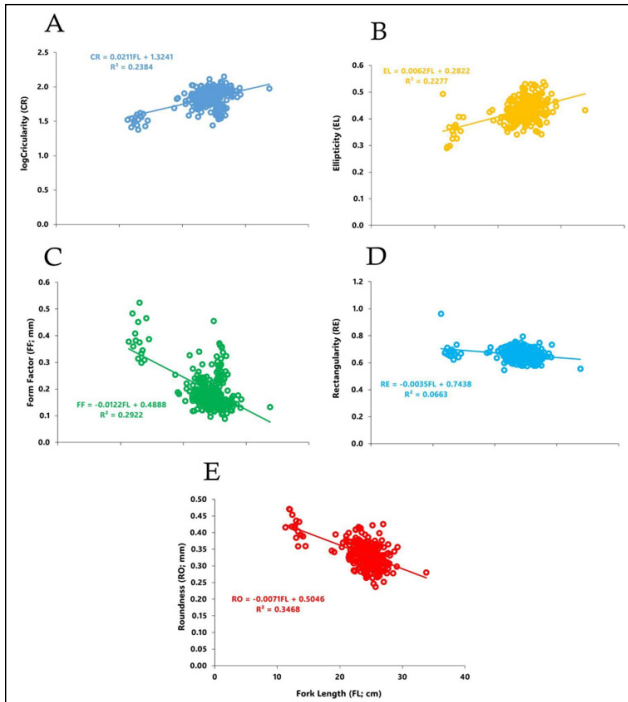 A
CR = 0.0211FL + 1.3241
R² = 0.2384
logCricularity (CR)
2.5
2.0
1.5
1.0
0.5
0.0
B
EL = 0.0062FL + 0.2822
R² = 0.2277
Ellipticity (EL)
0.6
0.5
0.4
0.3
0.2
0.1
0.0
C
FF = -0.0122FL + 0.4888
R² = 0.2922
Form Factor (FF; mm)
0.6
0.5
0.4
0.3
0.2
0.1
0.0
D
RE = -0.0035FL + 0.7438
R² = 0.0663
Rectangularity (RE)
1.2
1.0
0.8
0.6
0.4
0.2
0.0
E
RO = -0.0071FL + 0.5046
R² = 0.3468
Roundness (RO; mm)
0.50
0.45
0.40
0.35
0.30
0.25
0.20
0.15
0.10
0.05
0.00
0 10 20 30 40
Fork Length (FL; cm)